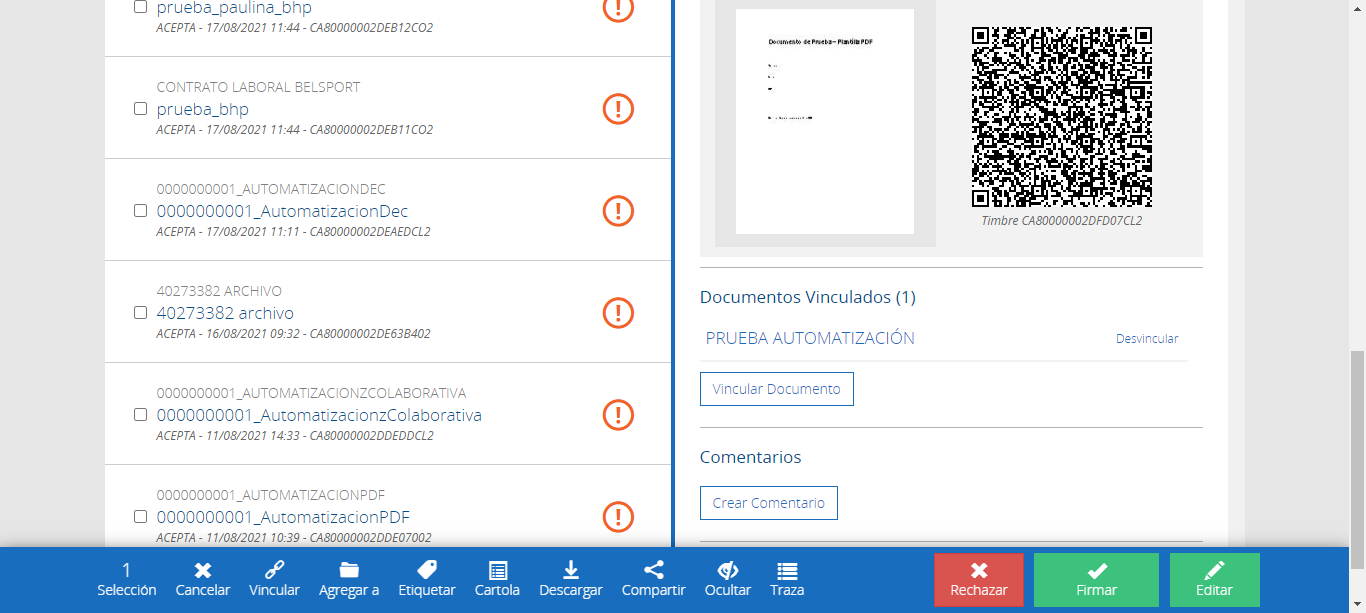 prueba_paulina_bhp
ACEPTA - 17/08/2021 11:44 - CA80000002DEB12CO2
CONTRATO LABORAL BELSPORT
prueba_bhp
ACEPTA - 17/08/2021 11:44 - CA80000002DEB11CO2
0000000001_AUTOMATIZACIONDEC
0000000001_AutomatizacionDec
ACEPTA - 17/08/2021 11:11 - CA80000002DEAEDCL2
40273382 ARCHIVO
40273382 archivo
ACEPTA - 16/08/2021 09:32 - CA80000002DE63B402
0000000001_AUTOMATIZACIONZCOLABORATIVA
0000000001_AutomatizacionzColaborativa
ACEPTA - 11/08/2021 14:33 - CA80000002DDEDDCL2
0000000001_AUTOMATIZACIONPDF
0000000001_AutomatizacionPDF
ACEPTA - 11/08/2021 10:39 - CA80000002DDE07002
Documento de Prueba – Plantilla PDF
Timbre CA80000002DFD07CL2
Documentos Vinculados (1)
PRUEBA AUTOMATIZACIÓN Desvincular
Vincular Documento
Comentarios
Crear Comentario
1
Selección Cancelar Vincular Agregar a Etiquetar Cartola Descargar Compartir Ocultar Traza Rechazar Firmar Editar